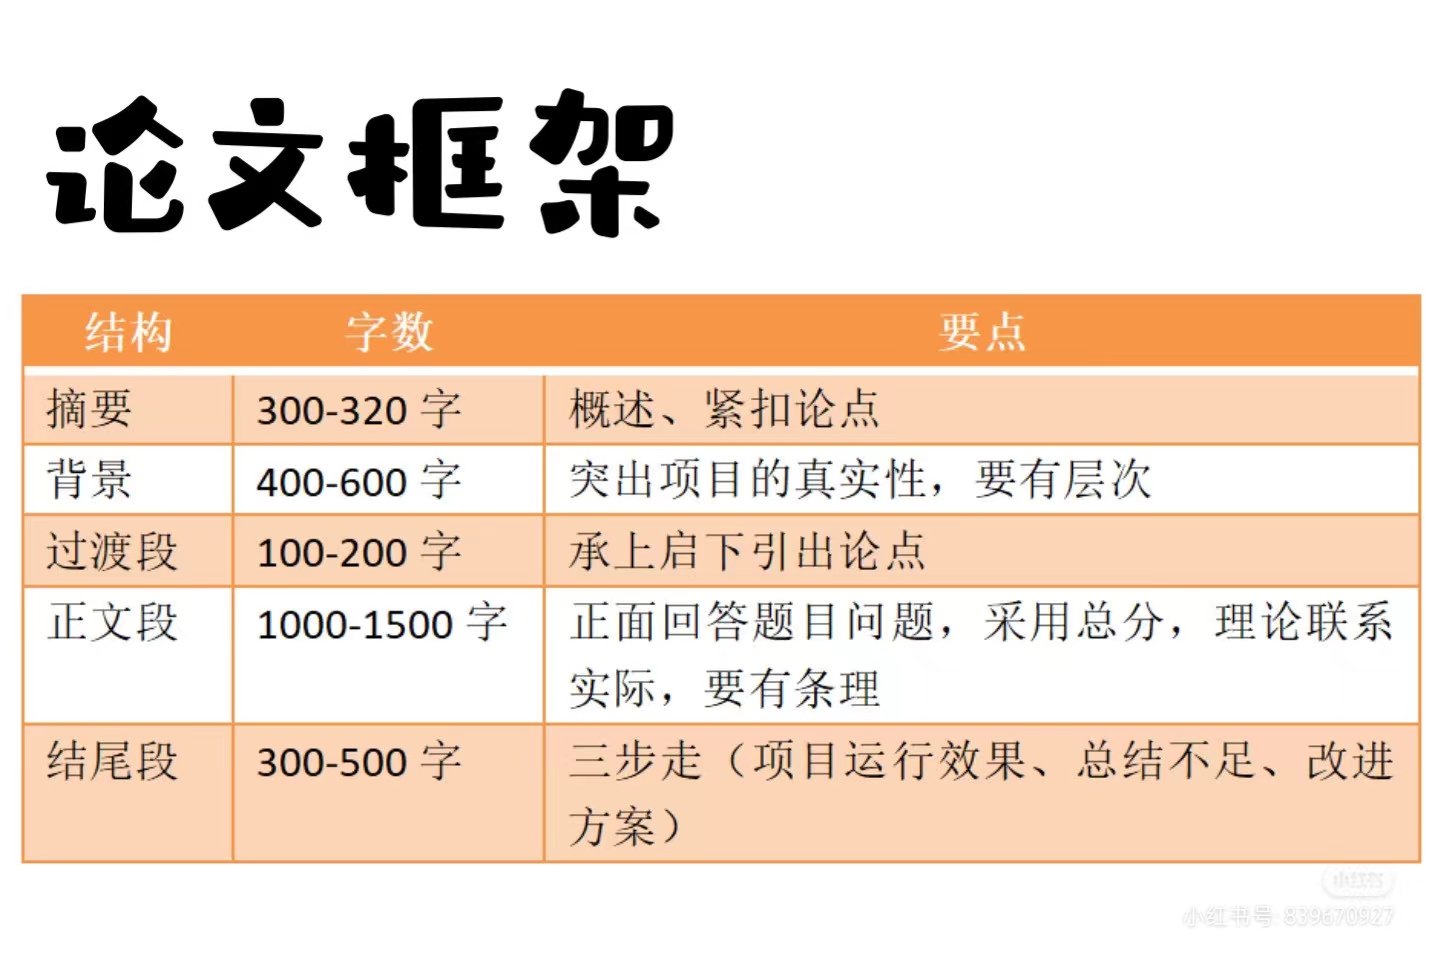 论文框架
结构 字数 要点
摘要 300-320 字 概述、紧扣论点
背景 400-600 字 突出项目的真实性，要有层次
过渡段 100-200 字 承上启下引出论点
正文段 1000-1500 字 正面回答题目问题，采用总分，理论联系
实际，要有条理
结尾段 300-500 字 三步走（项目运行效果、总结不足、改进
方案）
小红书
小红书号: 839670927